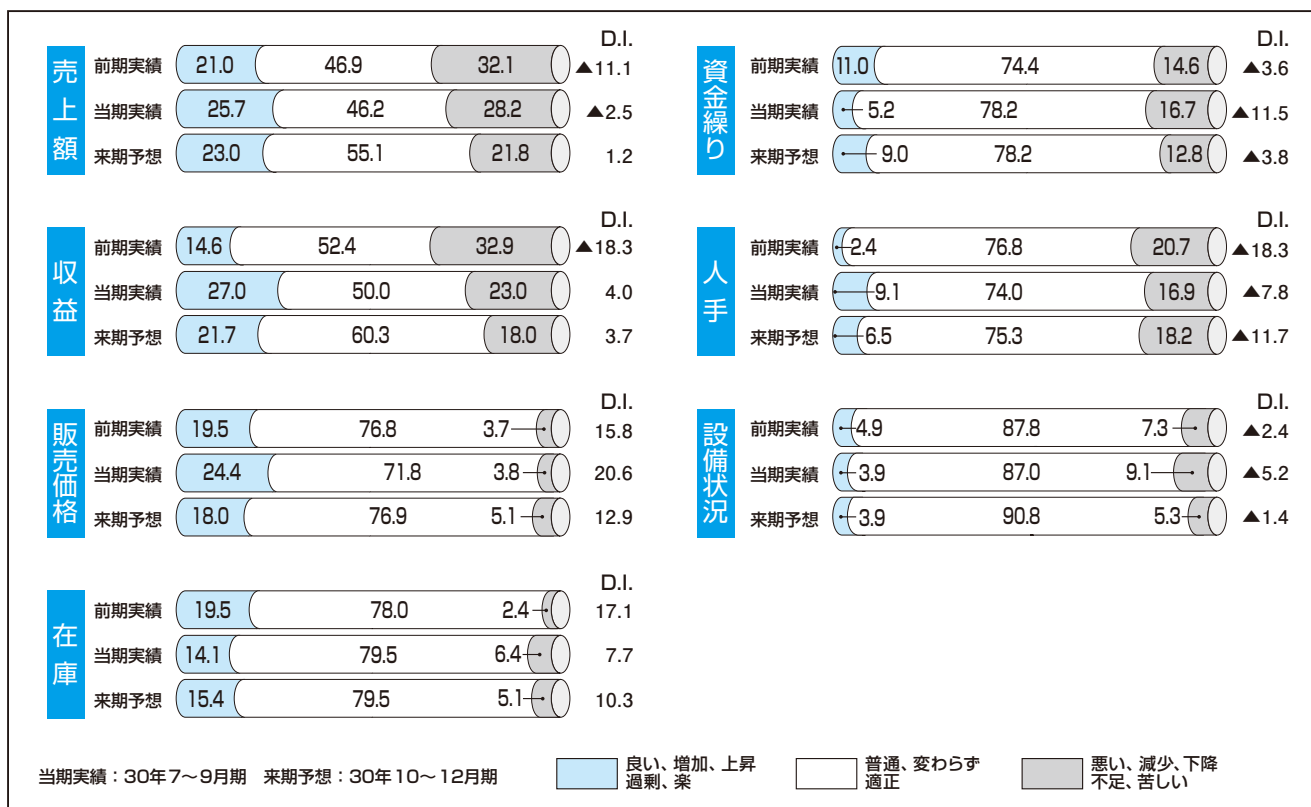 売上額
D.I.
前期実績 21.0 46.9 32.1 ▲11.1
当期実績 25.7 46.2 28.2 ▲2.5
来期予想 23.0 55.1 21.8 1.2
収益
D.I.
前期実績 14.6 52.4 32.9 ▲18.3
当期実績 27.0 50.0 23.0 4.0
来期予想 21.7 60.3 18.0 3.7
販売価格
D.I.
前期実績 19.5 76.8 3.7 15.8
当期実績 24.4 71.8 3.8 20.6
来期予想 18.0 76.9 5.1 12.9
在庫
D.I.
前期実績 19.5 78.0 2.4 17.1
当期実績 14.1 79.5 6.4 7.7
来期予想 15.4 79.5 5.1 10.3
資金繰り
D.I.
前期実績 11.0 74.4 14.6 ▲3.6
当期実績 5.2 78.2 16.7 ▲11.5
来期予想 9.0 78.2 12.8 ▲3.8
人手
D.I.
前期実績 2.4 76.8 20.7 ▲18.3
当期実績 9.1 74.0 16.9 ▲7.8
来期予想 6.5 75.3 18.2 ▲11.7
設備状況
D.I.
前期実績 4.9 87.8 7.3 ▲2.4
当期実績 3.9 87.0 9.1 ▲5.2
来期予想 3.9 90.8 5.3 ▲1.4
当期実績：30年7～9月期 来期予想：30年10～12月期
良い、増加、上昇
過剰、楽
普通、変わらず
適正
悪い、減少、下降
不足、苦しい